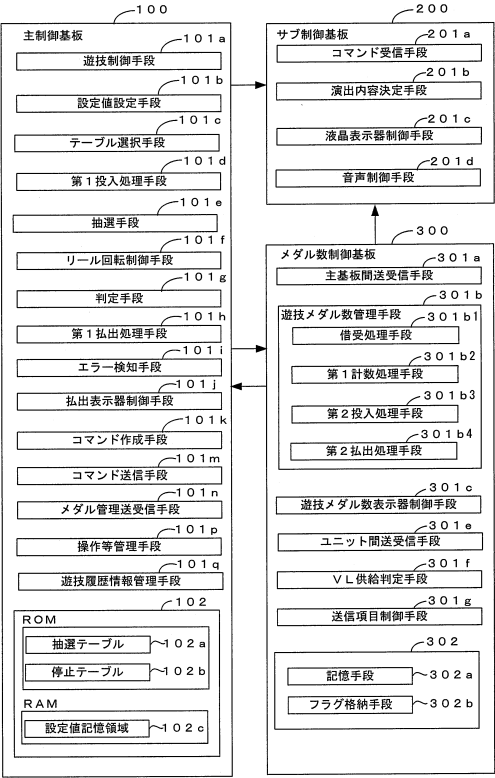 100
主制御基板
101a
遊技制御手段
101b
設定値設定手段
101c
テーブル選択手段
101d
第1投入処理手段
101e
抽選手段
101f
リール回転制御手段
101g
判定手段
101h
第1払出処理手段
101i
エラー検知手段
101j
払出表示器制御手段
101k
コマンド作成手段
101m
コマンド送信手段
101n
メダル管理送受信手段
101p
操作等管理手段
101q
遊技履歴情報管理手段
102
ROM
抽選テーブル 102a
停止テーブル 102b
RAM
設定値記憶領域 102c
200
サブ制御基板
201a
コマンド受信手段
201b
演出内容決定手段
201c
液晶表示器制御手段
201d
音声制御手段
300
メダル数制御基板
301a
主基板間送受信手段
301b
遊技メダル数管理手段
301b1
借受処理手段
301b2
第1計数処理手段
301b3
第2投入処理手段
301b4
第2払出処理手段
301c
遊技メダル数表示器制御手段
301e
ユニット間送受信手段
301f
VL供給判定手段
301g
送信項目制御手段
302
記憶手段 302a
フラグ格納手段 302b